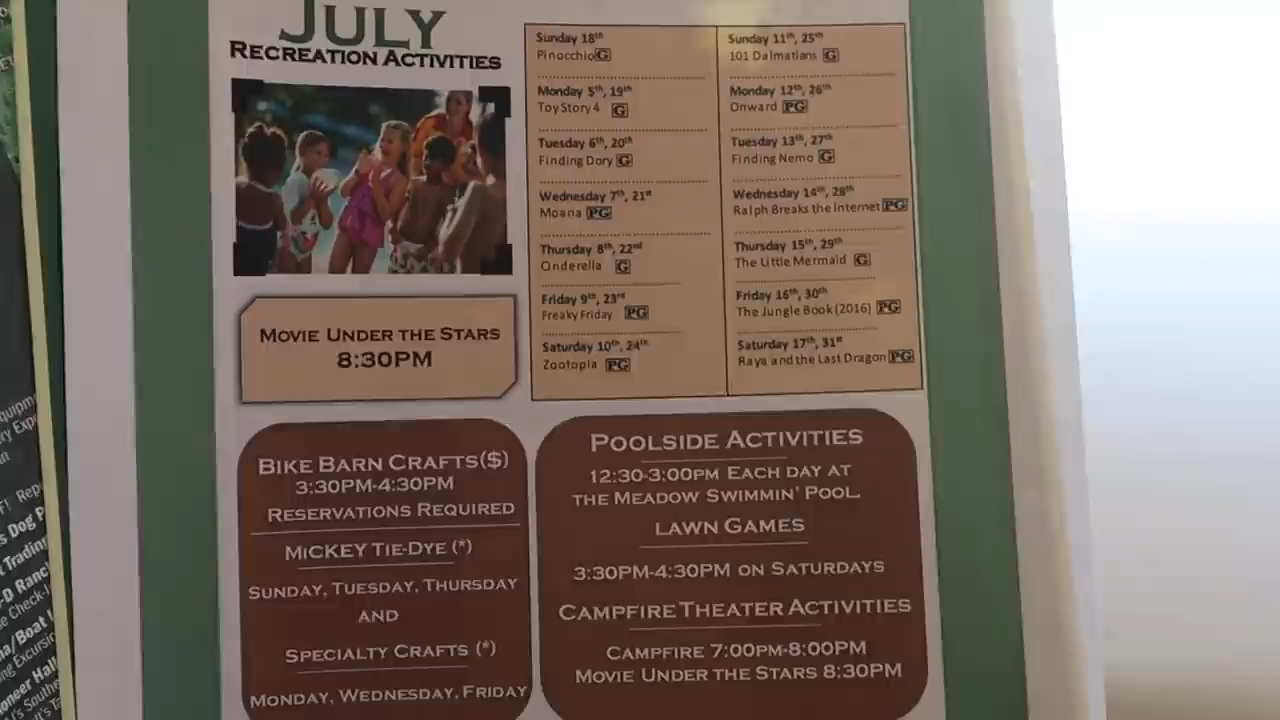 JULY
RECREATION ACTIVITIES
MOVIE UNDER THE STARS
8:30PM
Sunday 18th
Pinocchio G
Monday 5th, 19th
Toy Story 4 G
Tuesday 6th, 20th
Finding Dory G
Wednesday 7th, 21st
Moana PG
Thursday 8th, 22nd
Cinderella G
Friday 9th, 23rd
Freaky Friday PG
Saturday 10th, 24th
Zootopia PG
Sunday 11th, 25th
101 Dalmatians G
Monday 12th, 26th
Onward PG
Tuesday 13th, 27th
Finding Nemo G
Wednesday 14th, 28th
Ralph Breaks the Internet PG
Thursday 15th, 29th
The Little Mermaid G
Friday 16th, 30th
The Jungle Book (2016) PG
Saturday 17th, 31st
Raya and the Last Dragon PG
BIKE BARN CRAFTS($)
3:30PM-4:30PM
RESERVATIONS REQUIRED
MICKEY TIE-DYE (*)
SUNDAY, TUESDAY, THURSDAY
AND
SPECIALTY CRAFTS (*)
MONDAY, WEDNESDAY, FRIDAY
POOLSIDE ACTIVITIES
12:30-3:00PM EACH DAY AT
THE MEADOW SWIMMIN' POOL.
LAWN GAMES
3:30PM-4:30PM ON SATURDAYS
CAMPFIRE THEATER ACTIVITIES
CAMPFIRE 7:00PM-8:00PM
MOVIE UNDER THE STARS 8:30PM